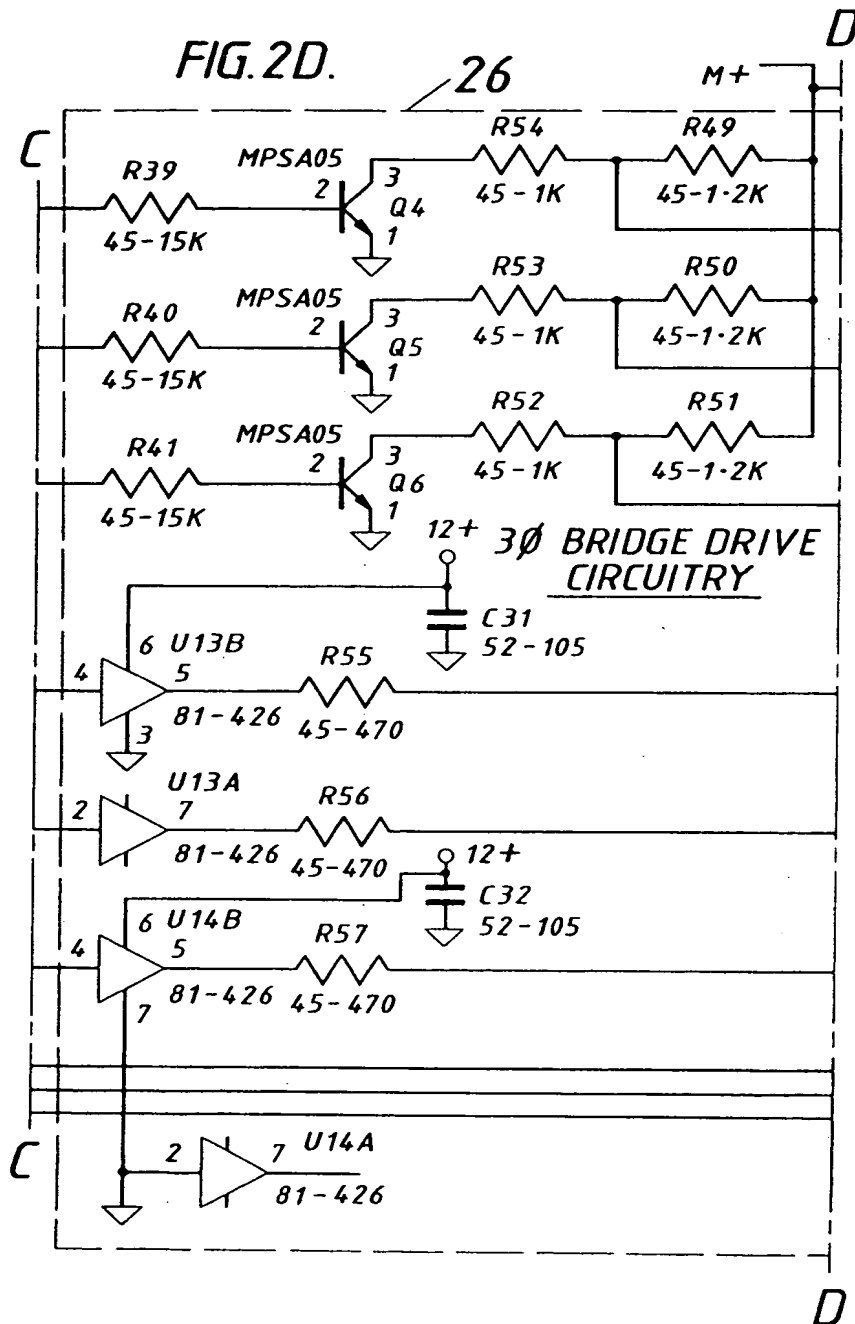 D
FIG. 2D.
26
M+
C
R54
R49
R39
MPSA05
2
3
Q4
1
45-1K
45-1·2K
45-15K
R53
R50
R40
MPSA05
2
3
Q5
1
45-1K
45-1·2K
45-15K
R52
R51
R41
MPSA05
2
3
Q6
1
45-1K
45-1·2K
45-15K
12+
3Ø BRIDGE DRIVE
CIRCUITRY
C31
52-105
6 U13B
4
5
R55
81-426
45-470
3
U13A
2
7
R56
81-426
45-470
12+
C32
52-105
6 U14B
4
5
R57
81-426
45-470
7
C
2
7 U14A
81-426
D